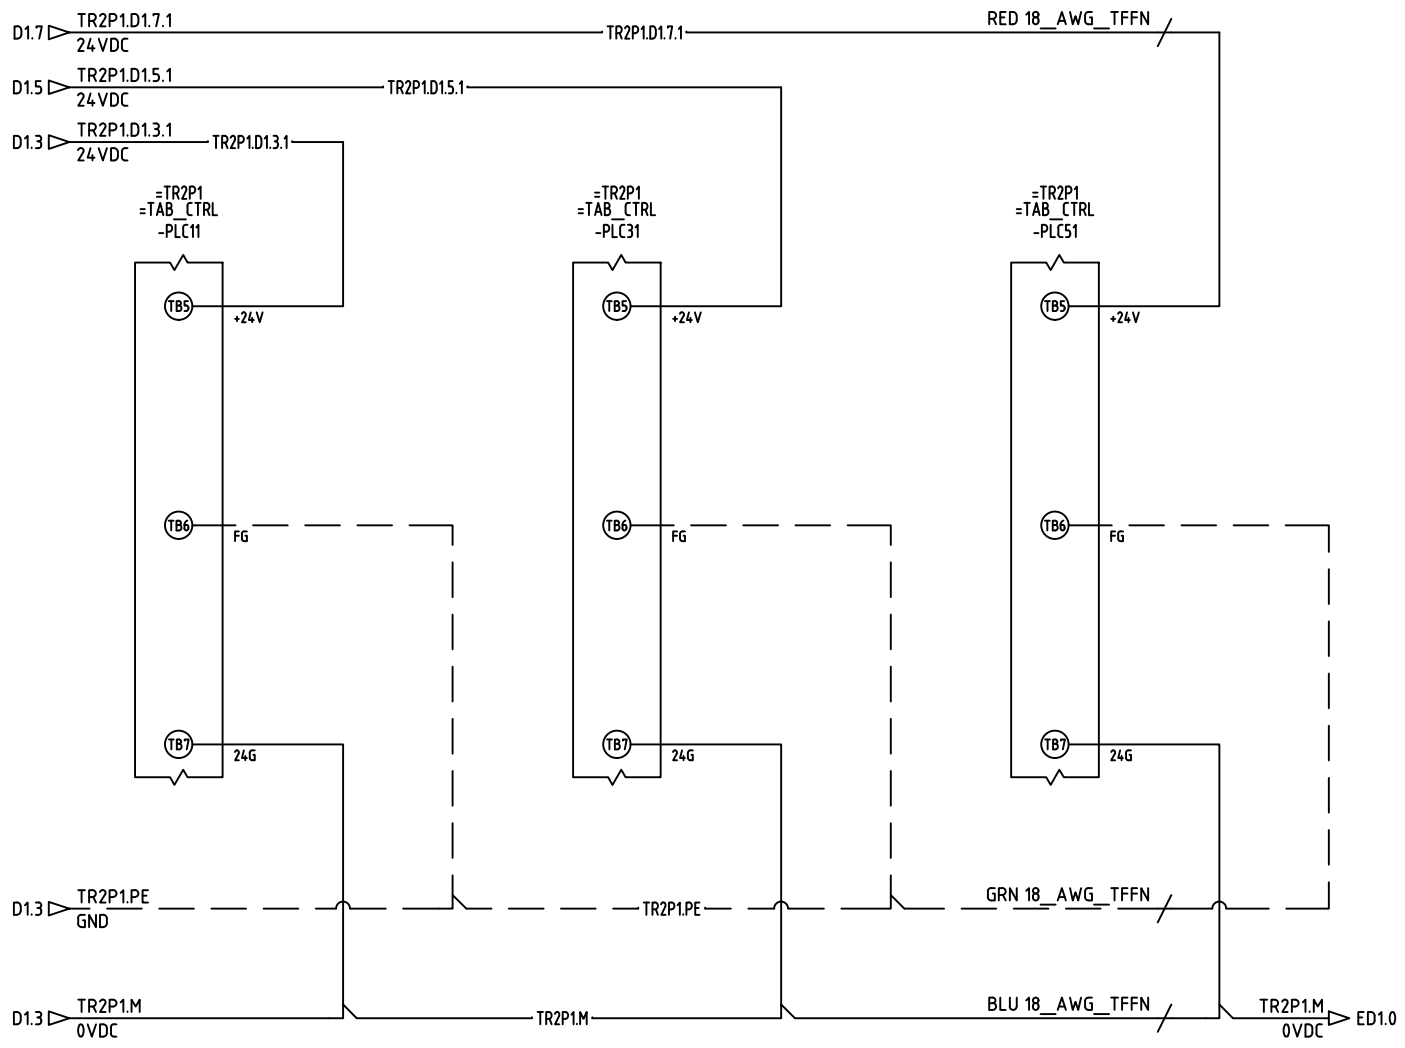 TR2P1.D1.7.1
RED 18_AWG_TFFN
D1.7
TR2P1.D1.7.1
24VDC
TR2P1.D1.5.1
D1.5
TR2P1.D1.5.1
24VDC
TR2P1.D1.3.1
D1.3
TR2P1.D1.3.1
24VDC
=TR2P1
=TAB_CTRL
-PLC11
=TR2P1
=TAB_CTRL
-PLC31
=TR2P1
=TAB_CTRL
-PLC51
TB5
+24V
TB5
+24V
TB5
+24V
TB6
FG
TB6
FG
TB6
FG
TB7
24G
TB7
24G
TB7
24G
TR2P1.PE
GRN 18_AWG_TFFN
D1.3
TR2P1.PE
GND
TR2P1.M
BLU 18_AWG_TFFN
TR2P1.M
D1.3
TR2P1.M
ED1.0
0VDC
0VDC